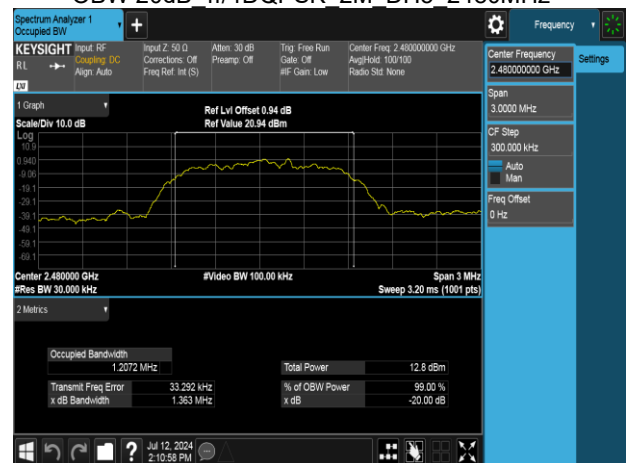 OBW 20dB_π/4DQPSK_2M_DH5_2480MHz
Spectrum Analyzer 1
Occupied BW
Frequency
KEYSIGHT
RL
LXI
Input: RF
Coupling: DC
Align: Auto
Input Z: 50 Ω
Corrections: Off
Freq Ref: Int (S)
Atten: 30 dB
Preamp: Off
Trig: Free Run
Gate: Off
#IF Gain: Low
Center Freq: 2.480000000 GHz
Avg|Hold: 100/100
Radio Std: None
Center Frequency
2.480000000 GHz
Settings
Span
3.0000 MHz
CF Step
300.000 kHz
Auto
Man
Freq Offset
0 Hz
1 Graph
Scale/Div 10.0 dB
Ref Lvl Offset 0.94 dB
Ref Value 20.94 dBm
Log
10.9
0.940
-9.06
-19.1
-29.1
-39.1
-49.1
-59.1
-69.1
Center 2.480000 GHz
#Video BW 100.00 kHz
Span 3 MHz
#Res BW 30.000 kHz
Sweep 3.20 ms (1001 pts)
2 Metrics
Occupied Bandwidth
1.2072 MHz
Total Power 12.8 dBm
Transmit Freq Error 33.292 kHz
% of OBW Power 99.00 %
x dB Bandwidth 1.363 MHz
x dB -20.00 dB
?
Jul 12, 2024
2:10:58 PM